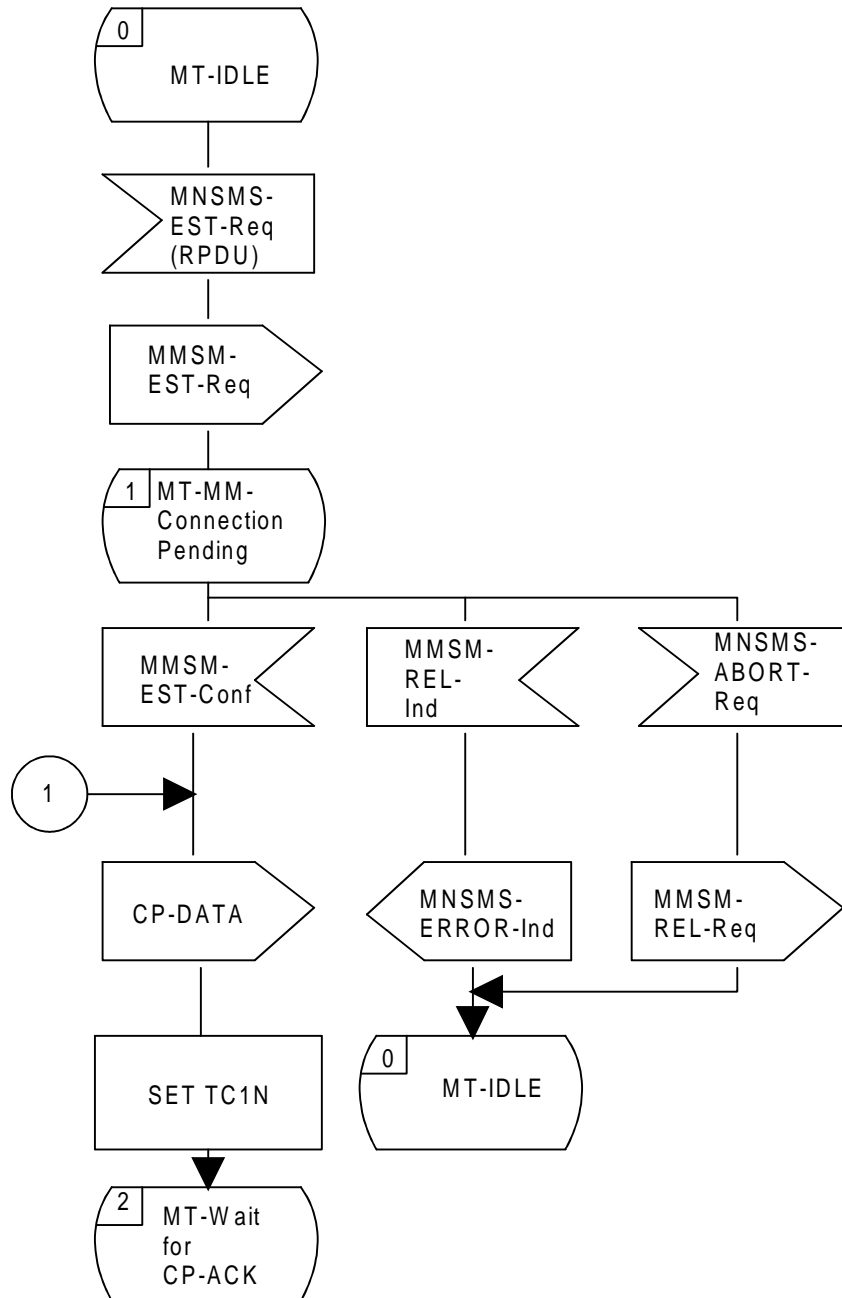 0
MT-IDLE
MNSMS-
EST-Req
(RPDU)
MMSM-
EST-Req
1
MT-MM-
Connection
Pending
MMSM-
EST-Conf
MMSM-
REL-
Ind
MNSMS-
ABORT-
Req
1
CP-DATA
MNSMS-
ERROR-Ind
MMSM-
REL-Req
SET TC1N
0
MT-IDLE
2
MT-Wait
for
CP-ACK